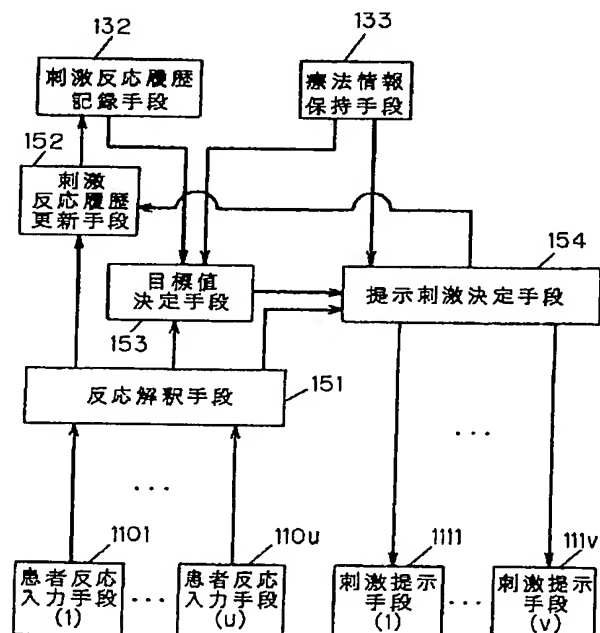 132
133
刺激反応履歴
記録手段
療法情報
保持手段
152
刺激
反応履歴
更新手段
154
目標値
決定手段
提示刺激決定手段
153
151
反応解釈手段
...
...
1101
110u
1111
111v
患者反応
入力手段
(1)
...
患者反応
入力手段
(u)
刺激提示
手段
(1)
...
刺激提示
手段
(v)